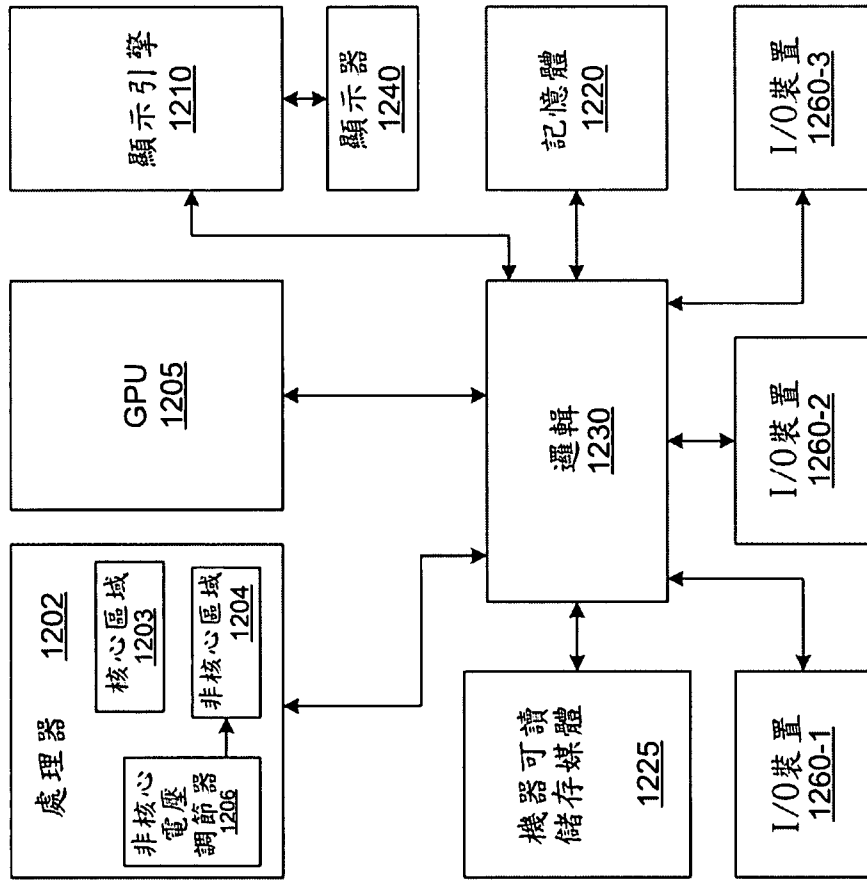 處理器
1202
核心區域
1203
非核心區域
1204
非核心
電壓
調節器
1206
GPU
1205
顯示引擎
1210
顯示器
1240
機器可讀
儲存媒體
1225
邏輯
1230
記憶體
1220
I/O裝置
1260-1
I/O裝置
1260-2
I/O裝置
1260-3